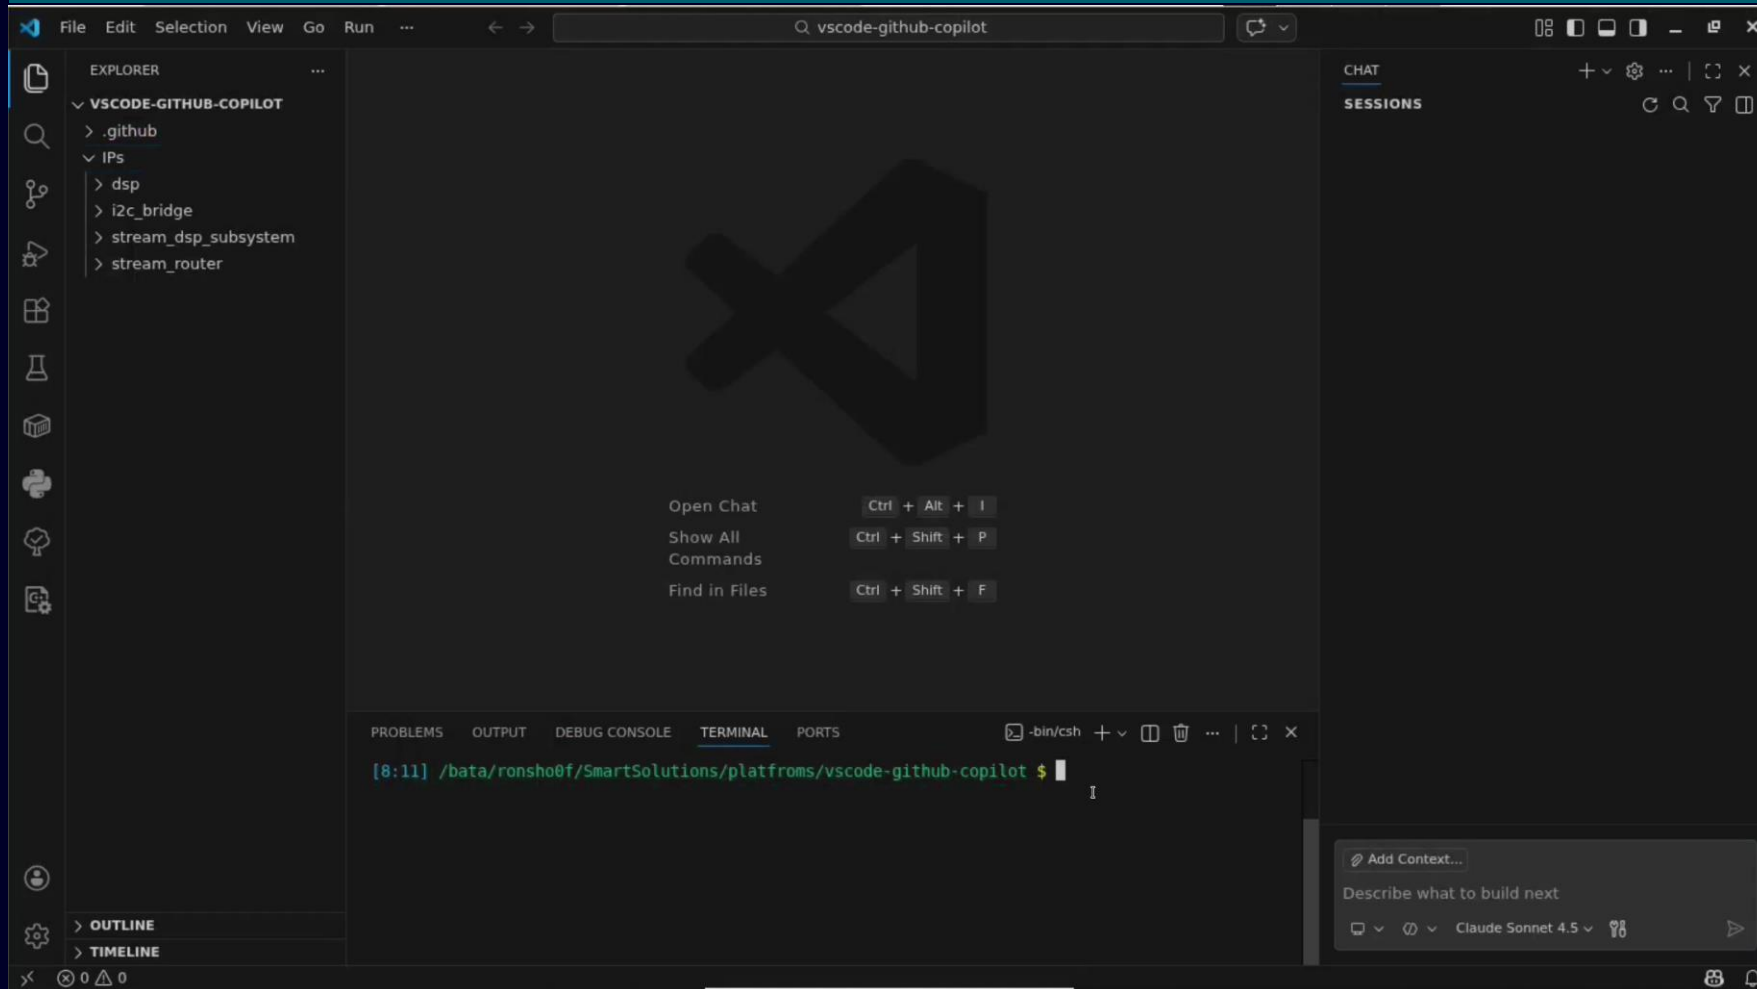 File Edit Selection View Go Run ··· vscode-github-copilot
EXPLORER ···
VSCODE-GITHUB-COPILOT
.github
IPs
dsp
i2c_bridge
stream_dsp_subsystem
stream_router
OUTLINE
TIMELINE
Open Chat Ctrl + Alt + I
Show All Commands Ctrl + Shift + P
Find in Files Ctrl + Shift + F
PROBLEMS OUTPUT DEBUG CONSOLE TERMINAL PORTS -bin/csh
[8:11] /bata/ronsho0f/SmartSolutions/platfroms/vscode-github-copilot $
CHAT
SESSIONS
Add Context...
Describe what to build next
Claude Sonnet 4.5
0 0